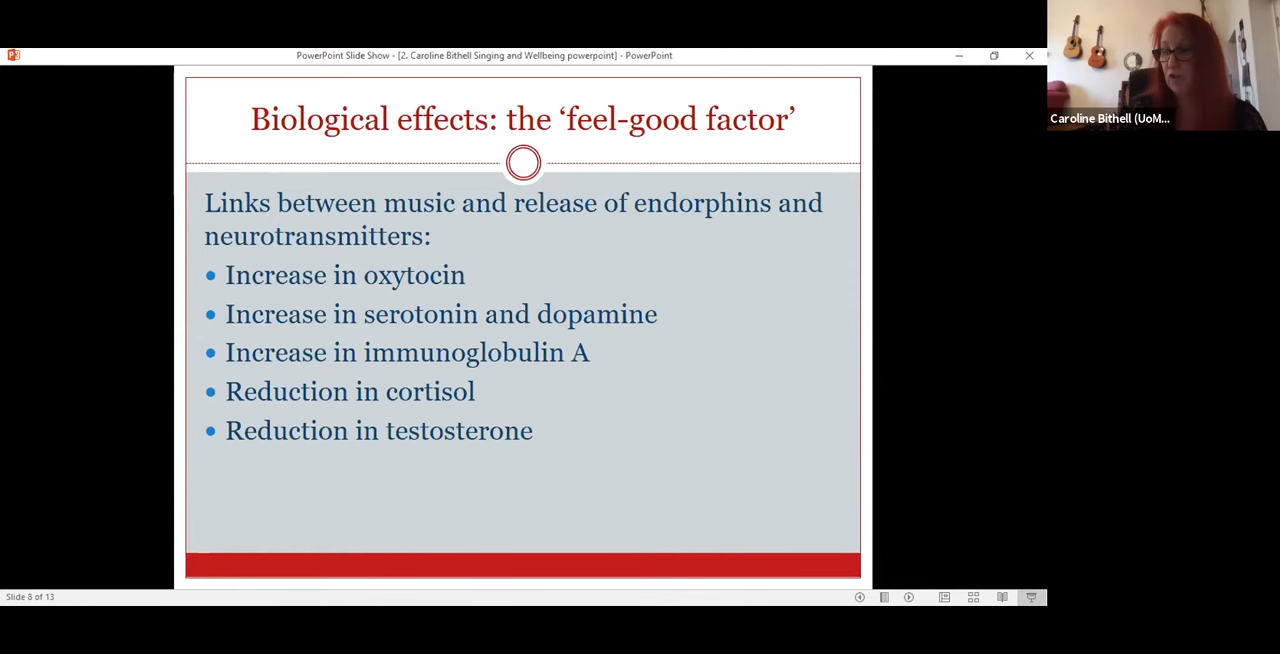 PowerPoint Slide Show - [2. Caroline Bithell Singing and Wellbeing powerpoint] - PowerPoint
Caroline Bithell (UoM...
Biological effects: the ‘feel-good factor’
Links between music and release of endorphins and
neurotransmitters:
• Increase in oxytocin
• Increase in serotonin and dopamine
• Increase in immunoglobulin A
• Reduction in cortisol
• Reduction in testosterone
Slide 8 of 13